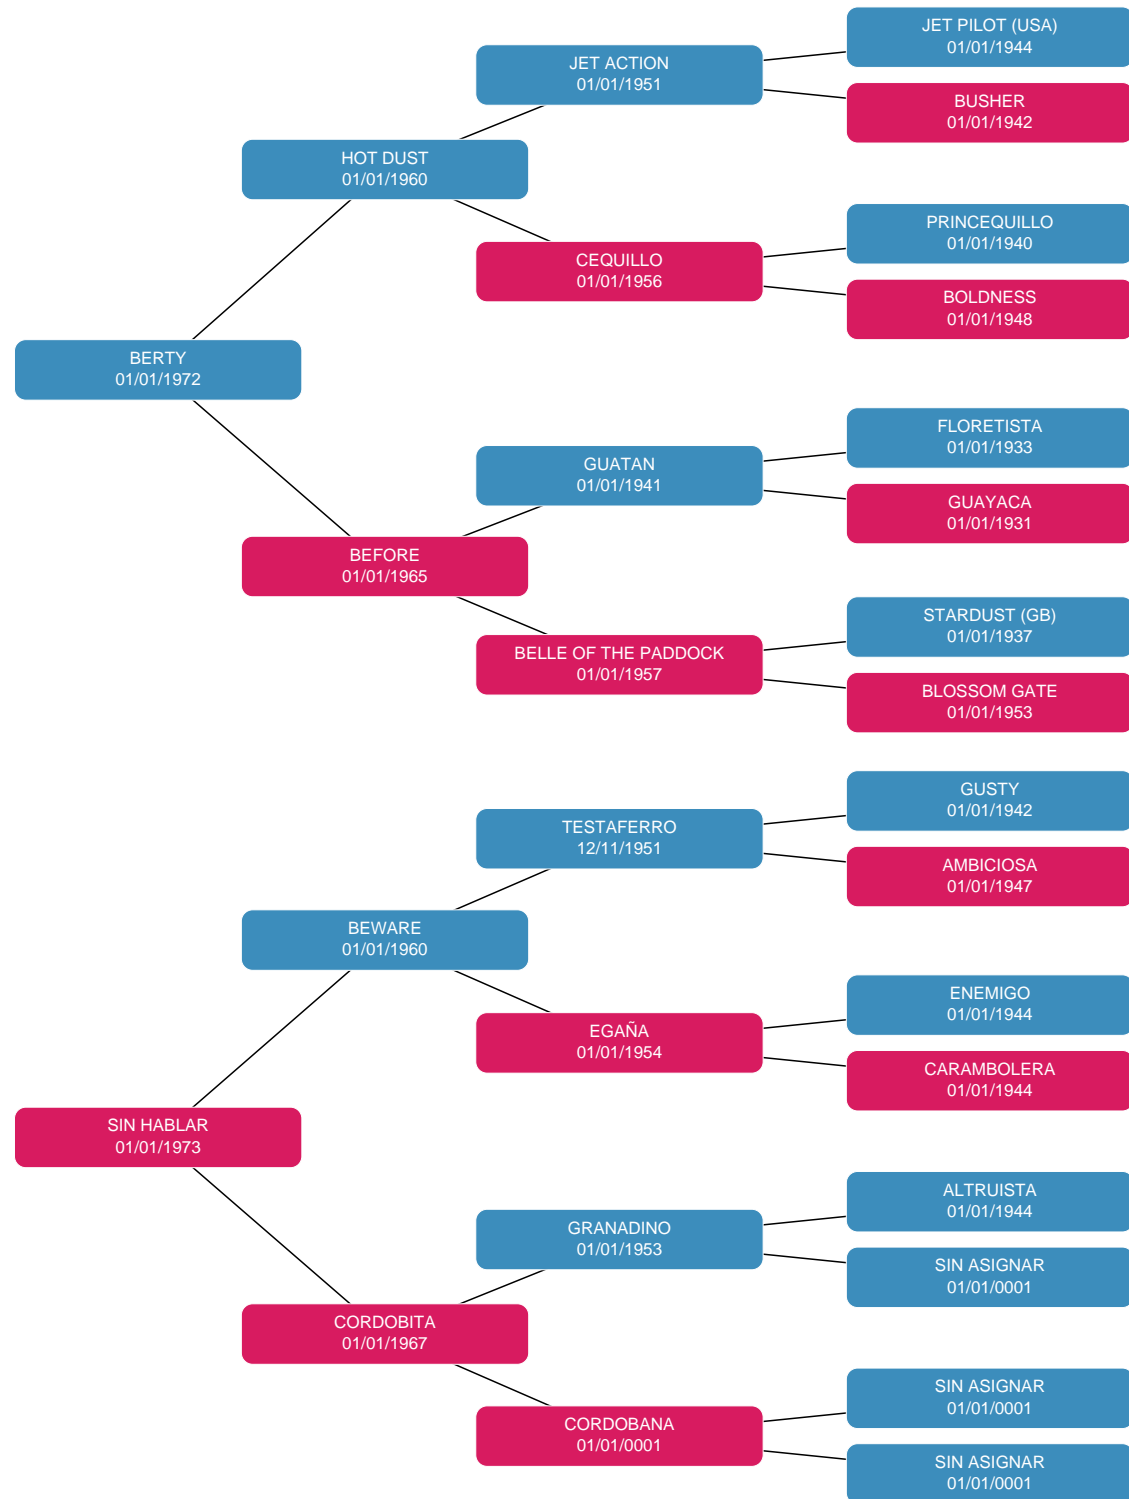 JET PILOT (USA)
01/01/1944
JET ACTION
01/01/1951
BUSHER
01/01/1942
HOT DUST
01/01/1960
PRINCEQUILLO
01/01/1940
CEQUILLO
01/01/1956
BOLDNESS
01/01/1948
BERTY
01/01/1972
FLORETISTA
01/01/1933
GUATAN
01/01/1941
GUAYACA
01/01/1931
BEFORE
01/01/1965
STARDUST (GB)
01/01/1937
BELLE OF THE PADDOCK
01/01/1957
BLOSSOM GATE
01/01/1953
GUSTY
01/01/1942
TESTAFERRO
12/11/1951
AMBICIOSA
01/01/1947
BEWARE
01/01/1960
ENEMIGO
01/01/1944
EGAÑA
01/01/1954
CARAMBOLERA
01/01/1944
SIN HABLAR
01/01/1973
ALTRUISTA
01/01/1944
GRANADINO
01/01/1953
SIN ASIGNAR
01/01/0001
CORDOBITA
01/01/1967
SIN ASIGNAR
01/01/0001
CORDOBANA
01/01/0001
SIN ASIGNAR
01/01/0001